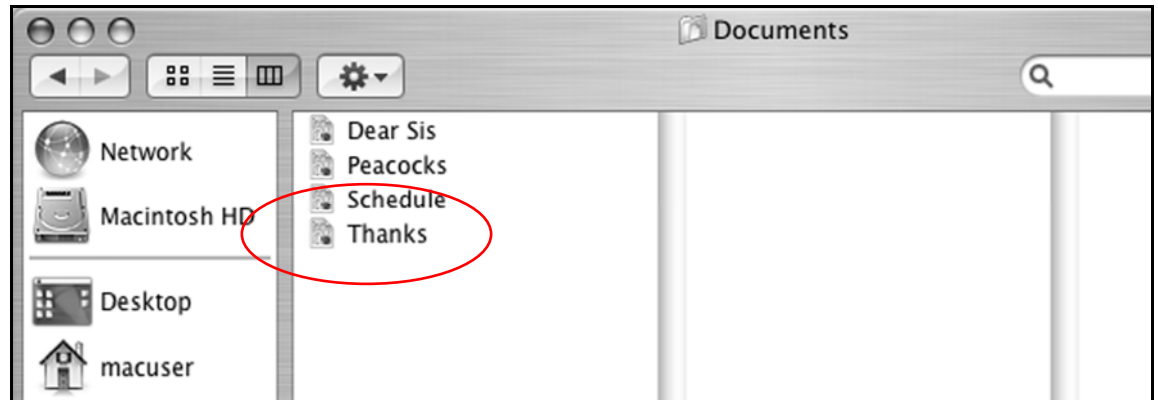 Documents
Network
Macintosh HD
Desktop
macuser
Dear Sis
Peacocks
Schedule
Thanks